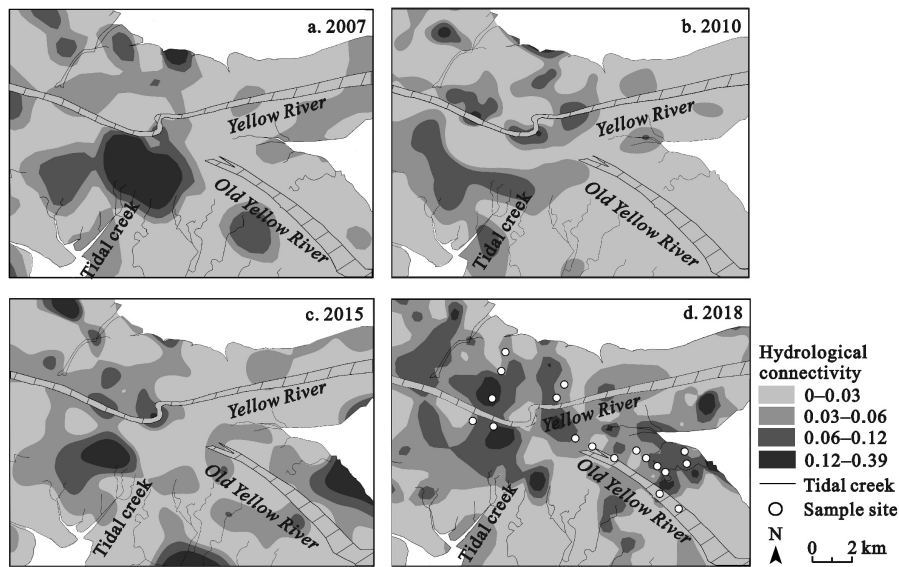 a. 2007
Yellow River
Old Yellow River
Tidal creek
b. 2010
Yellow River
Old Yellow River
Tidal creek
c. 2015
Yellow River
Old Yellow River
Tidal creek
d. 2018
Yellow River
Old Yellow River
Tidal creek
Hydrological
connectivity
0–0.03
0.03–0.06
0.06–0.12
0.12–0.39
Tidal creek
Sample site
N
0 2 km